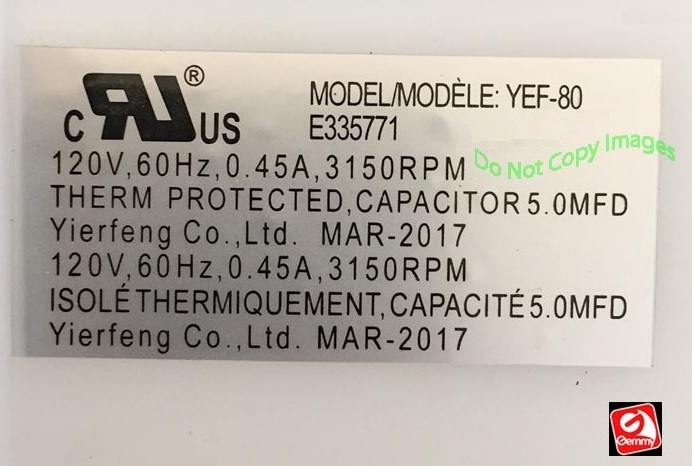 MODEL/MODÈLE: YEF-80
C RU® US E335771
120V,60Hz,0.45A,3150RPM
Do Not Copy Images
THERM PROTECTED,CAPACITOR 5.0MFD
Yierfeng Co.,Ltd. MAR-2017
120V,60Hz,0.45A,3150RPM
ISOLÉ THERMIQUEMENT,CAPACITÉ 5.0MFD
Yierfeng Co.,Ltd. MAR-2017
Gemmy